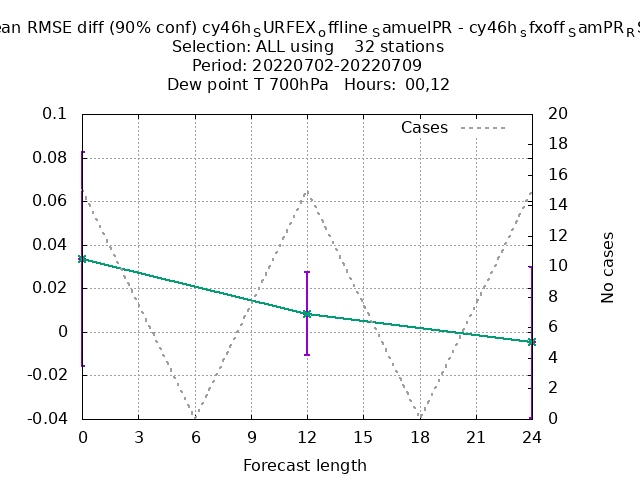 ean RMSE diff (90% conf) cy46hSURFEXoffline SamuelPR - cy46hsfxoffSamPRRS
Selection: ALL using 32 stations
Period: 20220702-20220709
Dew point T 700hPa Hours: 00,12
Cases
0.1
0.08
0.06
0.04
0.02
0
-0.02
-0.04
20
18
16
14
12
10
8
6
4
2
0
No cases
0 3 6 9 12 15 18 21 24
Forecast length